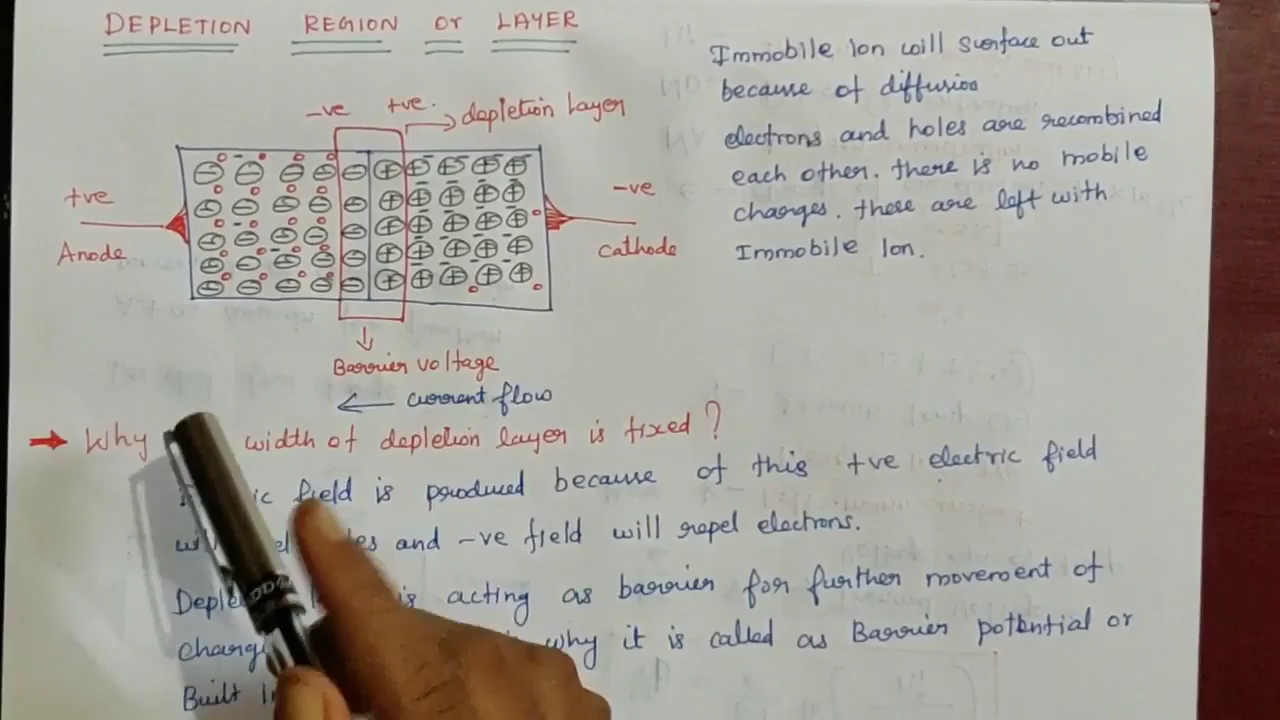 DEPLETION REGION or LAYER
-ve +ve. depletion layer
+ve
Anode
-ve
cathode
Barrier voltage
current flow
Immobile Ion will surface out
because of diffusion
electrons and holes are recombined
each other. there is no mobile
charges. these are left with
Immobile Ion.
Why width of depletion layer is fixed?
field is produced because of this +ve electric field
and -ve field will repel electrons.
is acting as barrier for further movement of
why it is called as Barrier potential or
Built